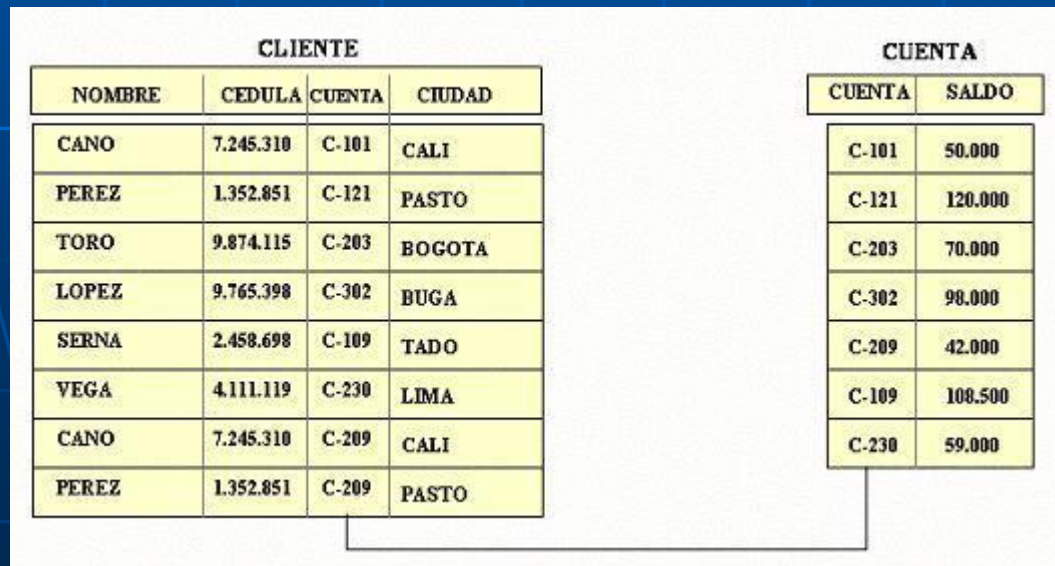 CLIENTE
NOMBRE CEDULA CUENTA CIUDAD
CANO 7.245.310 C-101 CALI
PEREZ 1.352.851 C-121 PASTO
TORO 9.874.115 C-203 BOGOTA
LOPEZ 9.765.398 C-302 BUGA
SERNA 2.458.698 C-109 TADO
VEGA 4.111.119 C-230 LIMA
CANO 7.245.310 C-209 CALI
PEREZ 1.352.851 C-209 PASTO
CUENTA
CUENTA SALDO
C-101 50.000
C-121 120.000
C-203 70.000
C-302 98.000
C-209 42.000
C-109 108.500
C-230 59.000